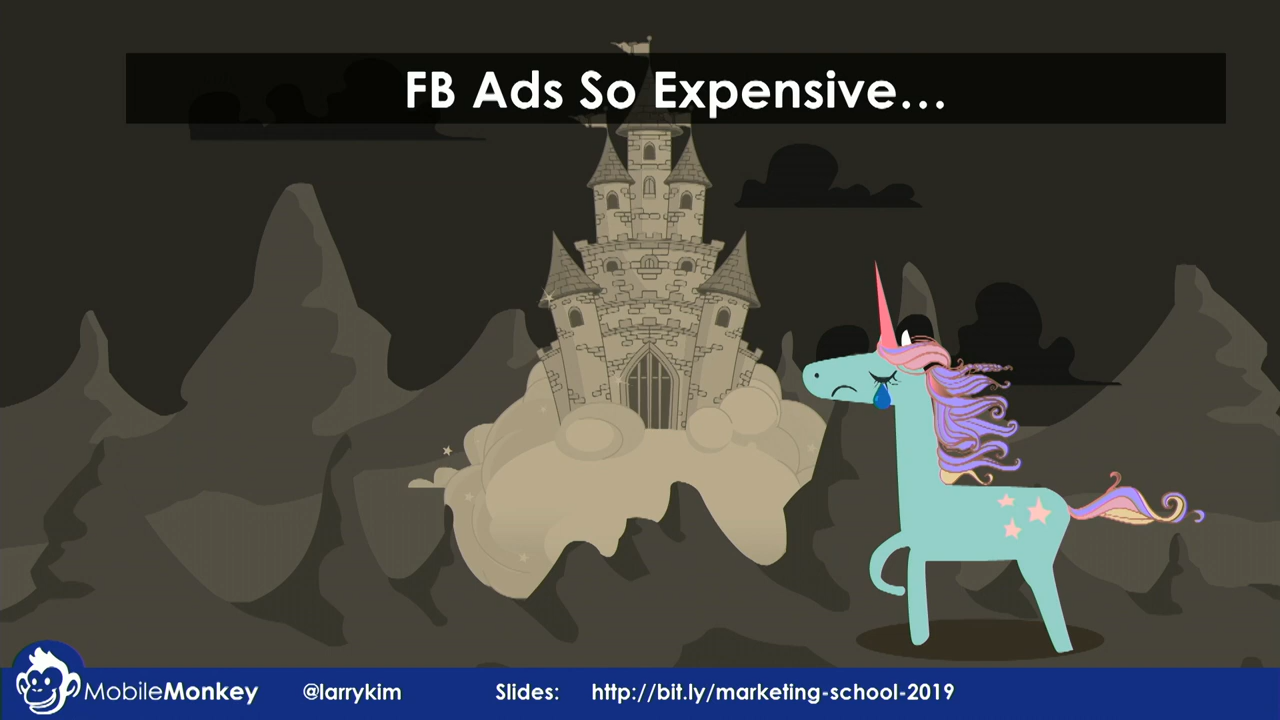 FB Ads So Expensive...
MobileMonkey @larrykim Slides: http://bit.ly/marketing-school-2019